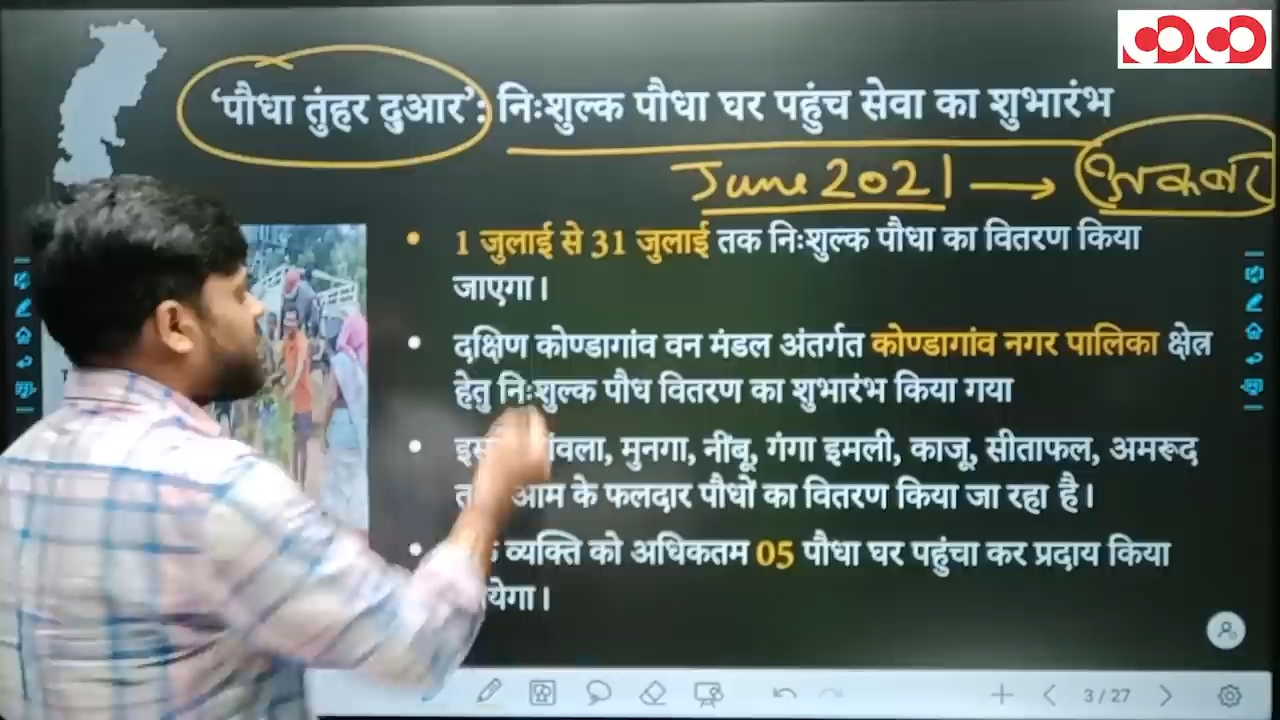 'पौधा तुंहर दुआर': निःशुल्क पौधा घर पहुंच सेवा का शुभारंभ
June 2021 → अकबर
• 1 जुलाई से 31 जुलाई तक निःशुल्क पौधा का वितरण किया
जाएगा।
• दक्षिण कोण्डागांव वन मंडल अंतर्गत कोण्डागांव नगर पालिका क्षेत्र
हेतु निःशुल्क पौध वितरण का शुभारंभ किया गया
• मुनगा, नींबू, गंगा इमली, काजू, सीताफल, अमरूद
आम के फलदार पौधों का वितरण किया जा रहा है।
• व्यक्ति को अधिकतम 05 पौधा घर पहुंचा कर प्रदाय किया
3 / 27